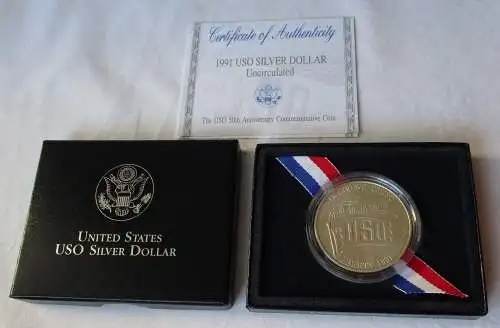 Certificate of Authenticity
1991 USO SILVER DOLLAR
Uncirculated
The USO 50th Anniversary Commemorative Coin
UNITED STATES
USO SILVER DOLLAR
USO